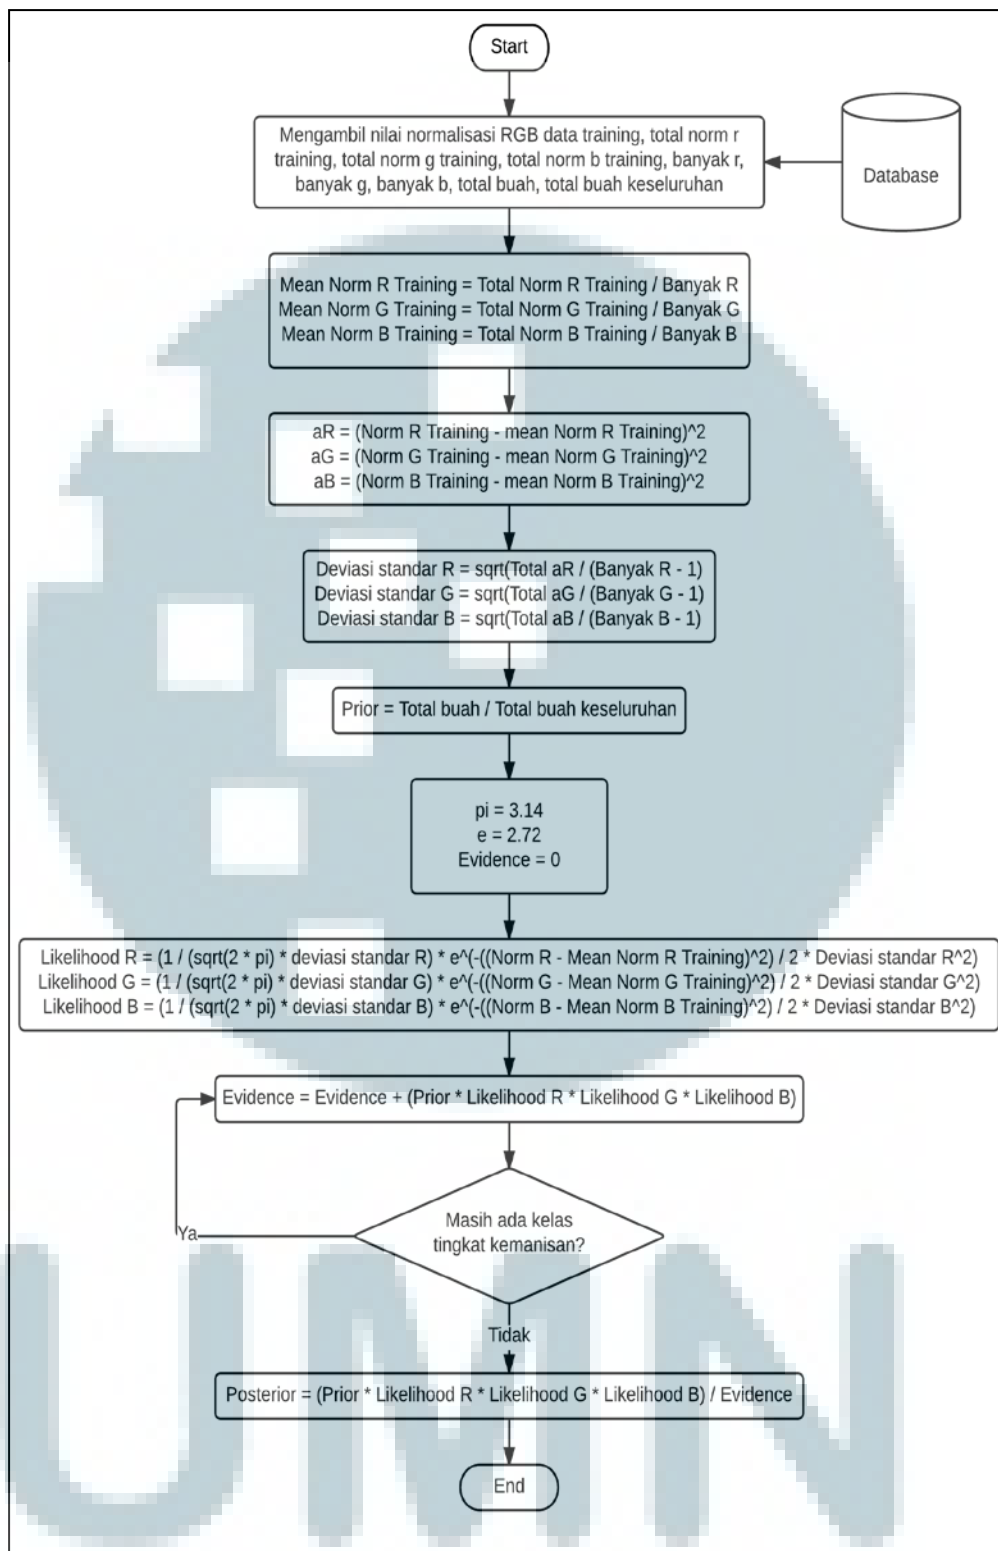 Start
Mengambil nilai normalisasi RGB data training, total norm r
training, total norm g training, total norm b training, banyak r,
banyak g, banyak b, total buah, total buah keseluruhan
Database
Mean Norm R Training = Total Norm R Training / Banyak R
Mean Norm G Training = Total Norm G Training / Banyak G
Mean Norm B Training = Total Norm B Training / Banyak B
aR = (Norm R Training - mean Norm R Training)^2
aG = (Norm G Training - mean Norm G Training)^2
aB = (Norm B Training - mean Norm B Training)^2
Deviasi standar R = sqrt(Total aR / (Banyak R - 1)
Deviasi standar G = sqrt(Total aG / (Banyak G - 1)
Deviasi standar B = sqrt(Total aB / (Banyak B - 1)
Prior = Total buah / Total buah keseluruhan
pi = 3.14
e = 2.72
Evidence = 0
Likelihood R = (1 / (sqrt(2 * pi) * deviasi standar R) * e^(-((Norm R - Mean Norm R Training)^2) / 2 * Deviasi standar R^2)
Likelihood G = (1 / (sqrt(2 * pi) * deviasi standar G) * e^(-((Norm G - Mean Norm G Training)^2) / 2 * Deviasi standar G^2)
Likelihood B = (1 / (sqrt(2 * pi) * deviasi standar B) * e^(-((Norm B - Mean Norm B Training)^2) / 2 * Deviasi standar B^2)
Evidence = Evidence + (Prior * Likelihood R * Likelihood G * Likelihood B)
Masih ada kelas
tingkat kemanisan?
Ya
Tidak
Posterior = (Prior * Likelihood R * Likelihood G * Likelihood B) / Evidence
End
UMN